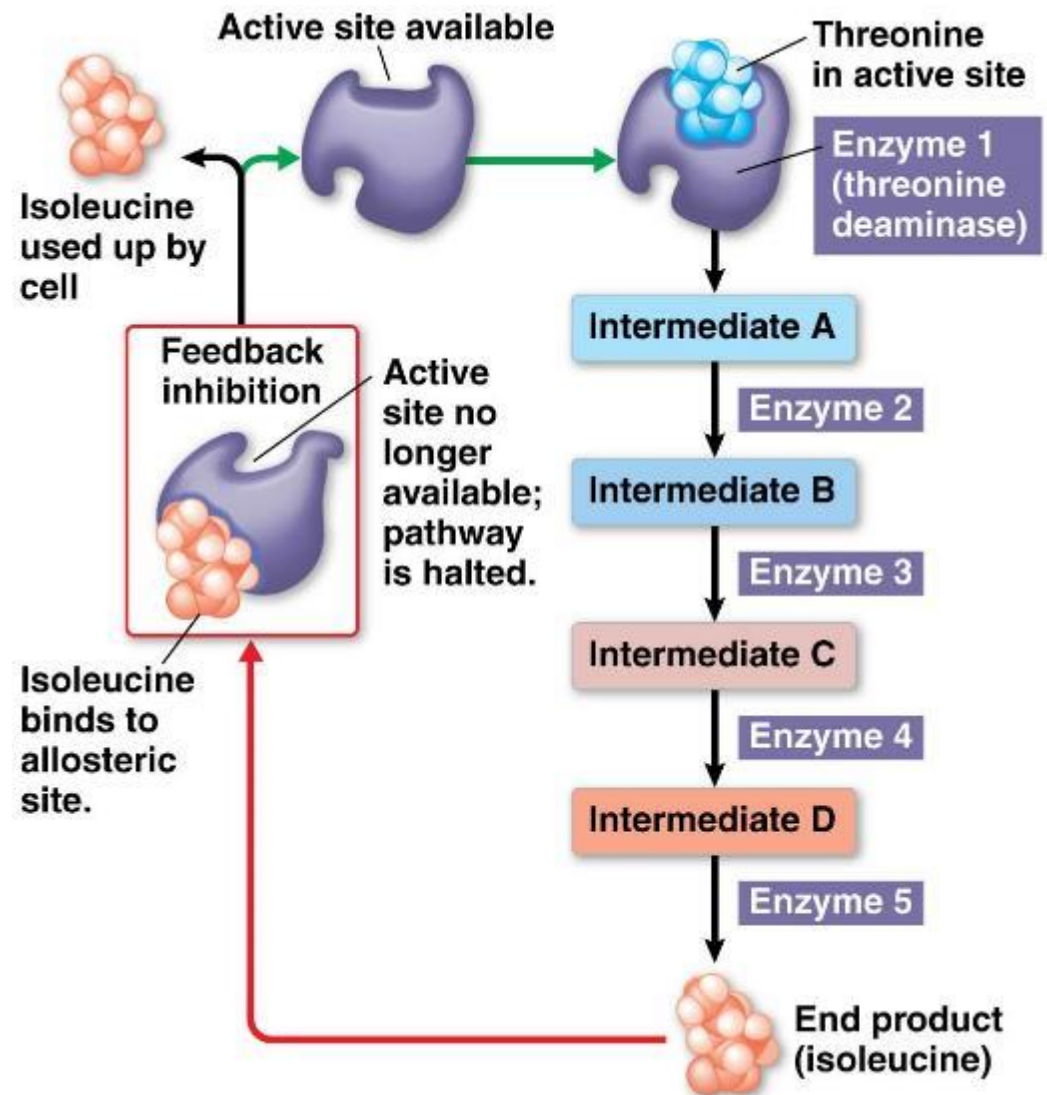 Active site available
Threonine
in active site
Enzyme 1
(threonine
deaminase)
Isoleucine
used up by
cell
Feedback
inhibition
Active
site no
longer
available;
pathway
is halted.
Isoleucine
binds to
allosteric
site.
Intermediate A
Enzyme 2
Intermediate B
Enzyme 3
Intermediate C
Enzyme 4
Intermediate D
Enzyme 5
End product
(isoleucine)